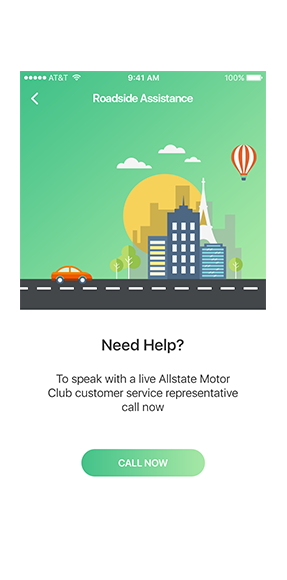 AT&T 9:41 AM 100%
Roadside Assistance
Need Help?
To speak with a live Allstate Motor
Club customer service representative
call now
CALL NOW